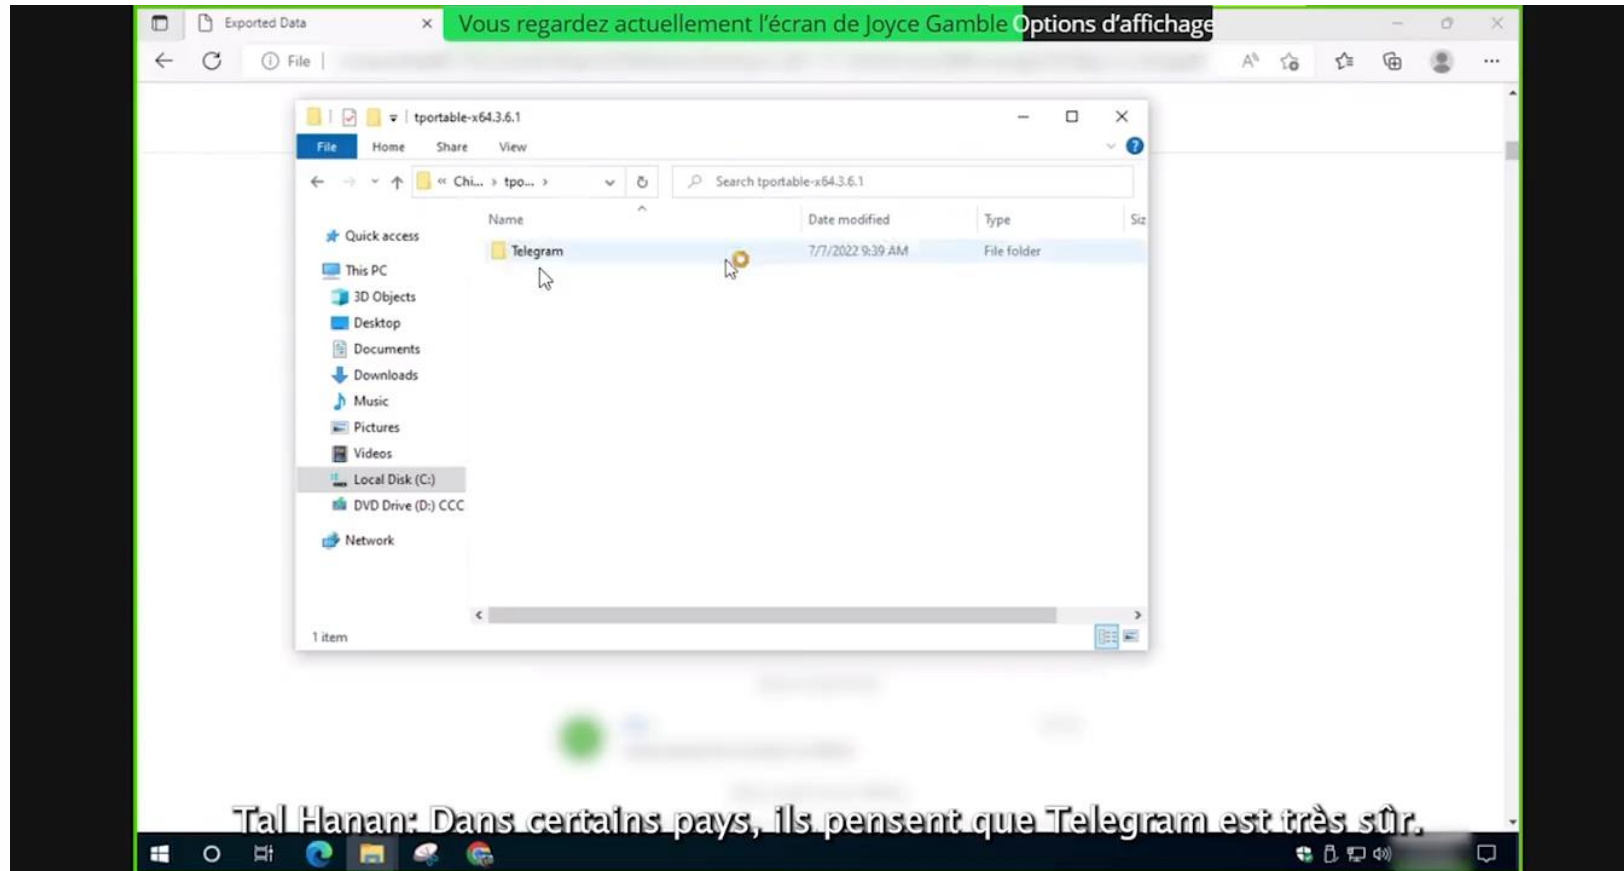 Exported Data
Vous regardez actuellement l'écran de Joyce Gamble Options d'affichage
File
tportable-x64.3.6.1
File Home Share View
« Chi... › tpo... ›
Search tportable-x64.3.6.1
Name Date modified Type Siz
Quick access
Telegram 7/7/2022 9:39 AM File folder
This PC
3D Objects
Desktop
Documents
Downloads
Music
Pictures
Videos
Local Disk (C:)
DVD Drive (D:) CCC
Network
1 item
Tal Hanan: Dans certains pays, ils pensent que Telegram est très sûr.